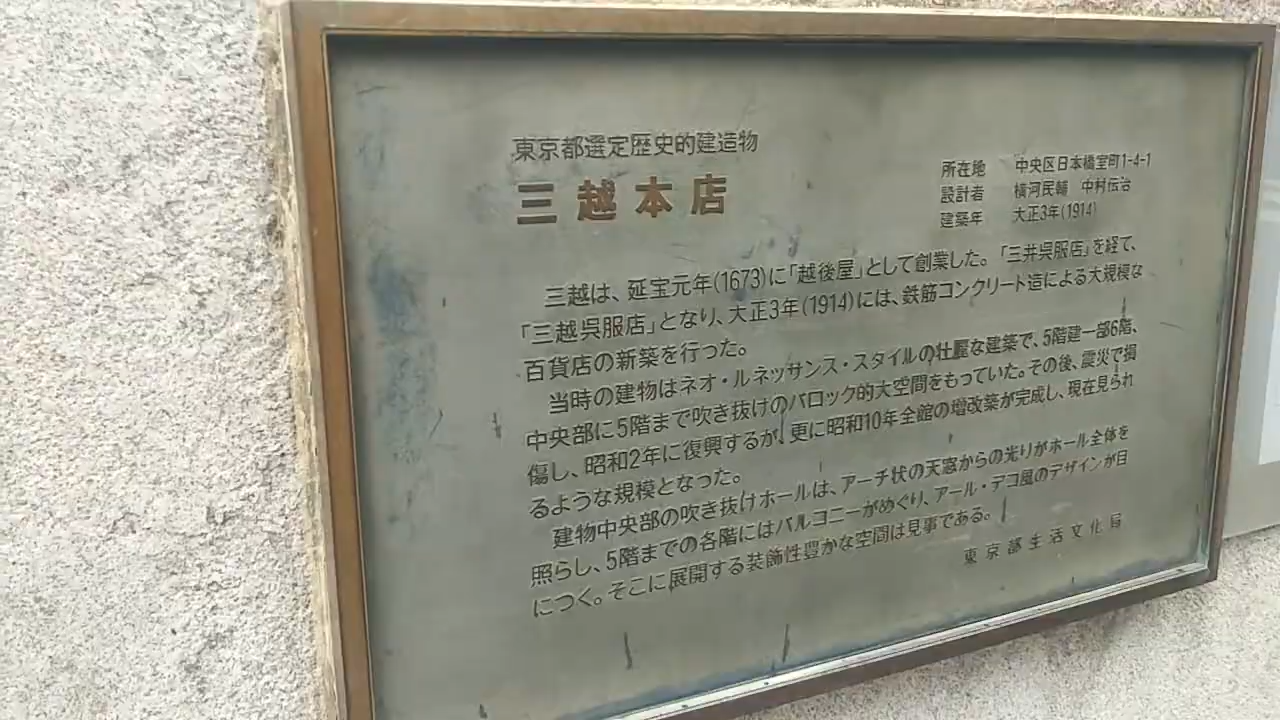 東京都選定歴史的建造物
三越本店
所在地 中央区日本橋室町1-4-1
設計者 横河民輔 中村伝治
建築年 大正3年(1914)
三越は、延宝元年(1673)に「越後屋」として創業した。「三井呉服店」を経て、
「三越呉服店」となり、大正3年(1914)には、鉄筋コンクリート造による大規模な
百貨店の新築を行った。
当時の建物はネオ・ルネッサンス・スタイルの壮麗な建築で、5階建一部6階、
中央部に5階まで吹き抜けのバロック的大空間をもっていた。その後、震災で損
傷し、昭和2年に復興するが、更に昭和10年全館の増改築が完成し、現在見られ
るような規模となった。
建物中央部の吹き抜けホールは、アーチ状の天窓からの光りがホール全体を
照らし、5階までの各階にはバルコニーがめぐり、アール・デコ風のデザインが目
につく。そこに展開する装飾性豊かな空間は見事である。
東京都生活文化局